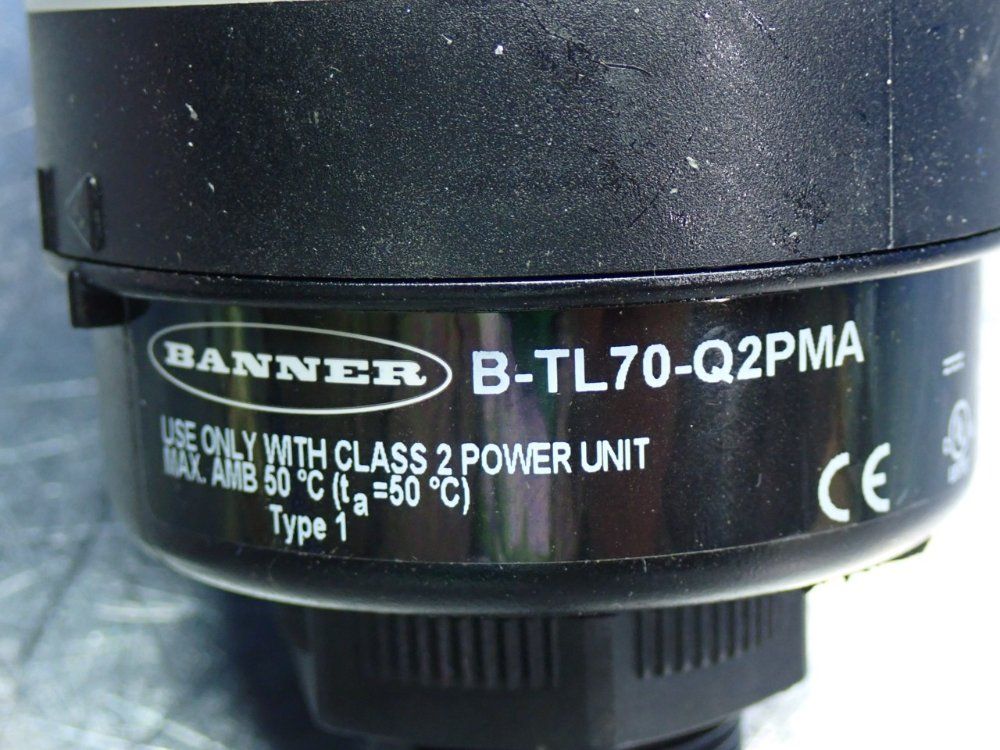 BANNER B-TL70-Q2PMA
USE ONLY WITH CLASS 2 POWER UNIT
MAX. AMB 50 °C (ta=50 °C)
Type 1
CE